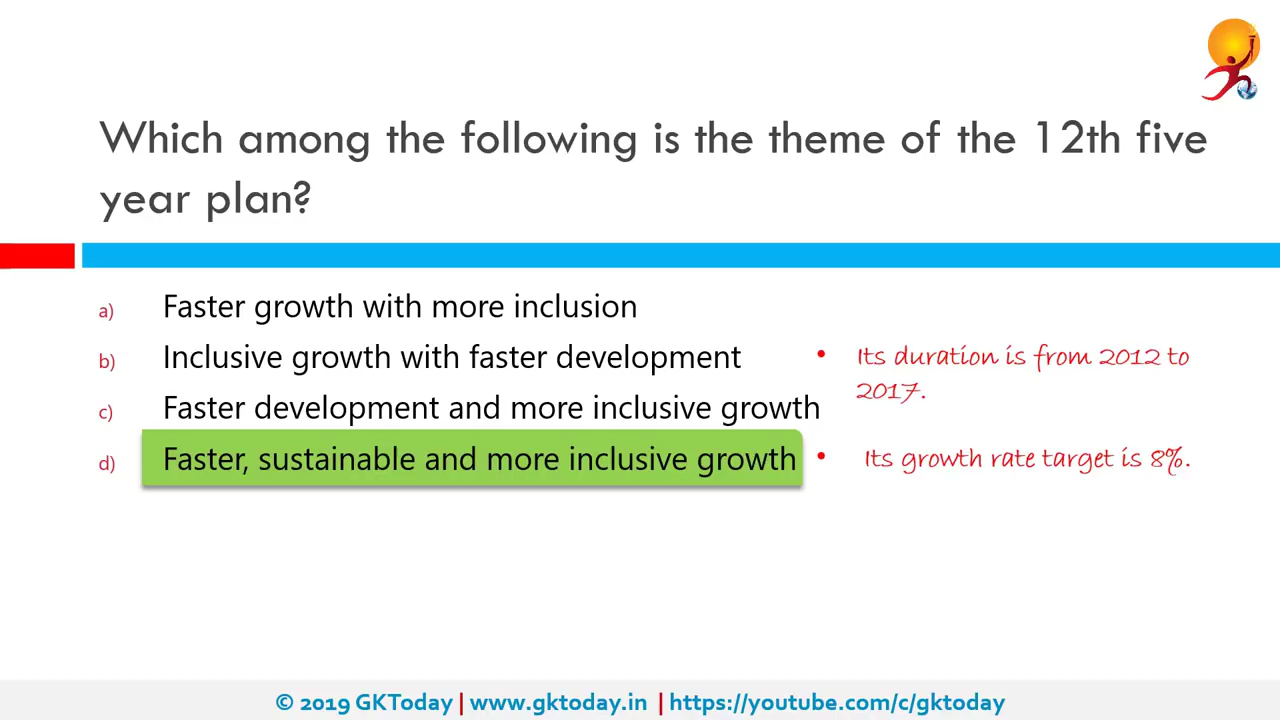 Which among the following is the theme of the 12th five
year plan?
a) Faster growth with more inclusion
b) Inclusive growth with faster development
c) Faster development and more inclusive growth
d) Faster, sustainable and more inclusive growth
• Its duration is from 2012 to
2017.
• Its growth rate target is 8%.
© 2019 GKToday | www.gktoday.in | https://youtube.com/c/gktoday